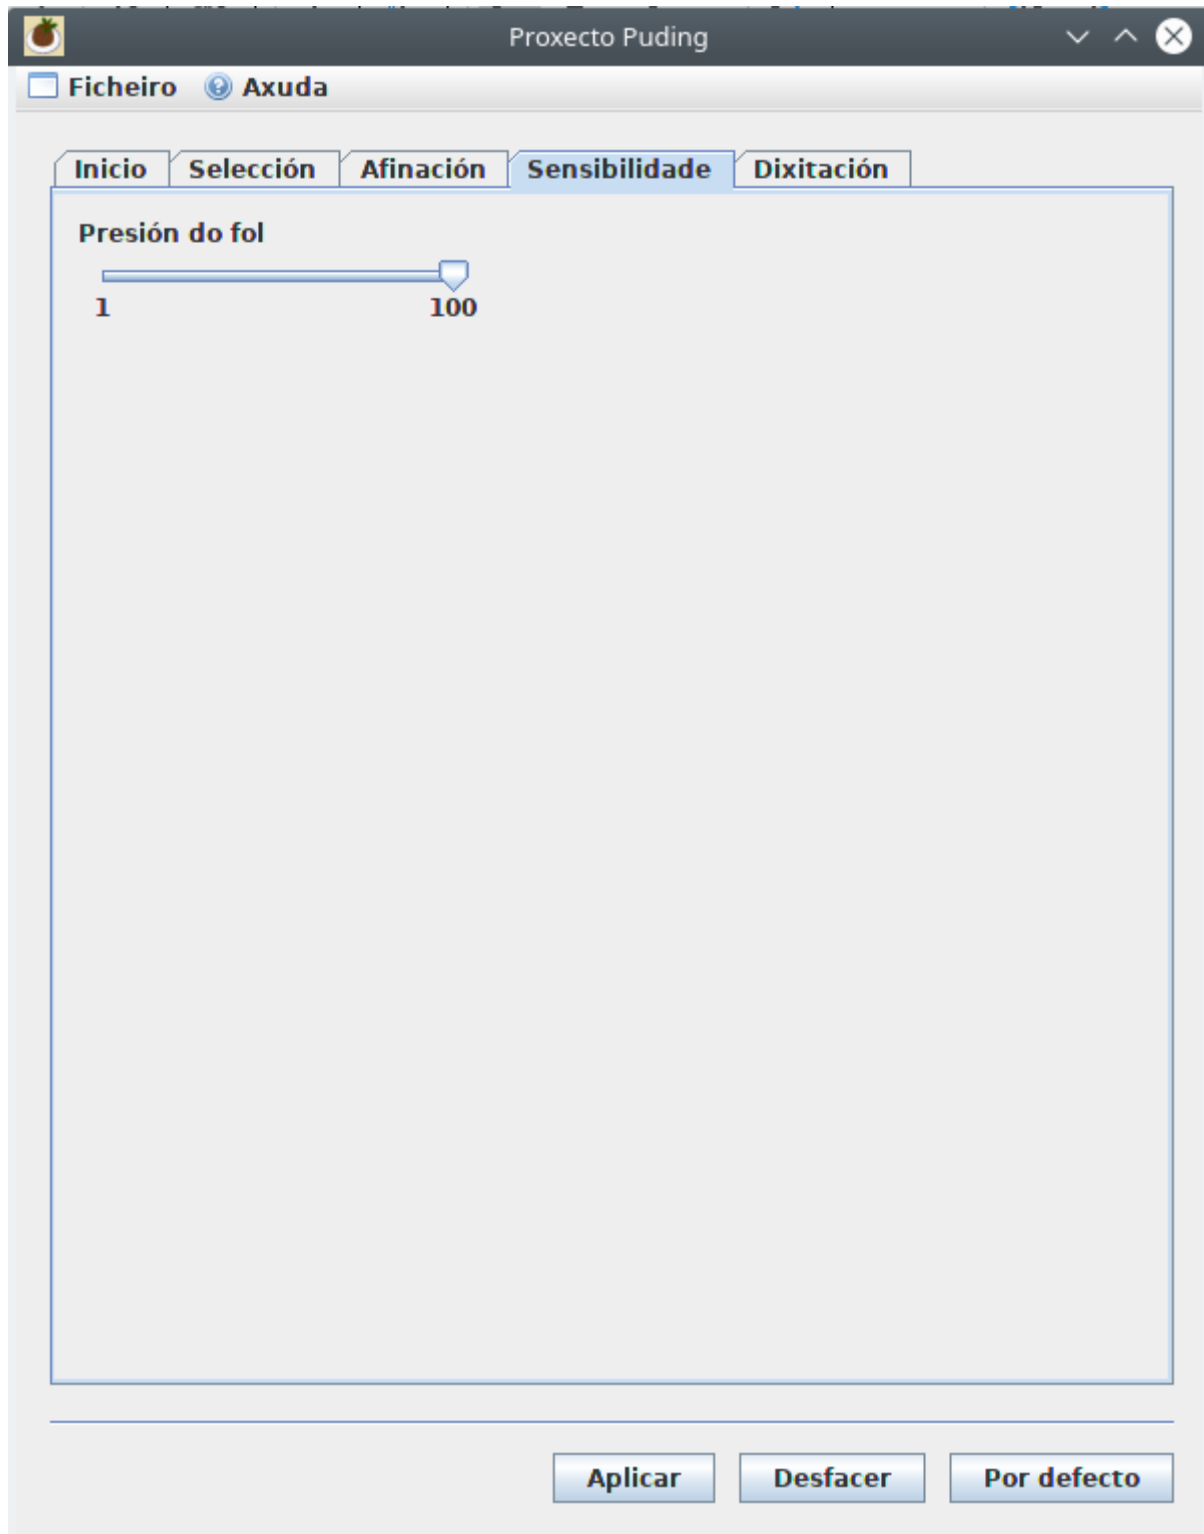 Proxecto Puding
Ficheiro Axuda
Inicio Selección Afinación Sensibilidade Dixitación
Presión do fol
1 100
Aplicar Desfacer Por defecto